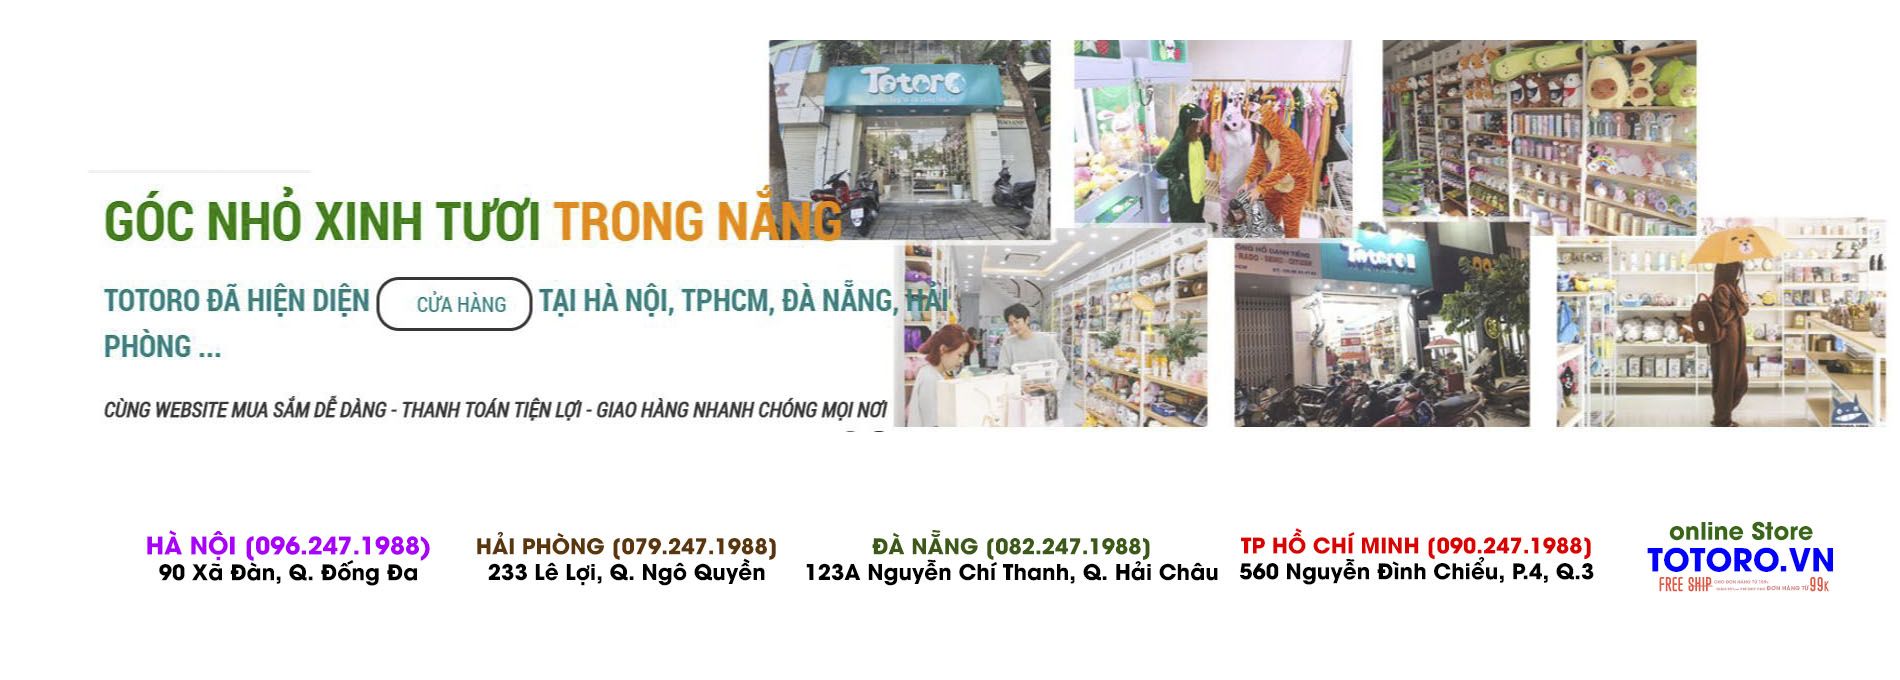 Totoro
GÓC NHỎ XINH TƯƠI TRONG NẮNG
TOTORO ĐÃ HIỆN DIỆN CỬA HÀNG TẠI HÀ NỘI, TPHCM, ĐÀ NẴNG, HẢI
PHÒNG ...
CÙNG WEBSITE MUA SẮM DỄ DÀNG - THANH TOÁN TIỆN LỢI - GIAO HÀNG NHANH CHÓNG MỌI NƠI
Totoro
HÀ NỘI (096.247.1988)
90 Xã Đàn, Q. Đống Đa
HẢI PHÒNG (079.247.1988)
233 Lê Lợi, Q. Ngô Quyền
ĐÀ NẴNG (082.247.1988)
123A Nguyễn Chí Thanh, Q. Hải Châu
TP HỒ CHÍ MINH (090.247.1988)
560 Nguyễn Đình Chiểu, P.4, Q.3
online Store
TOTORO.VN
FREE SHIP ĐƠN HÀNG TỪ 99K